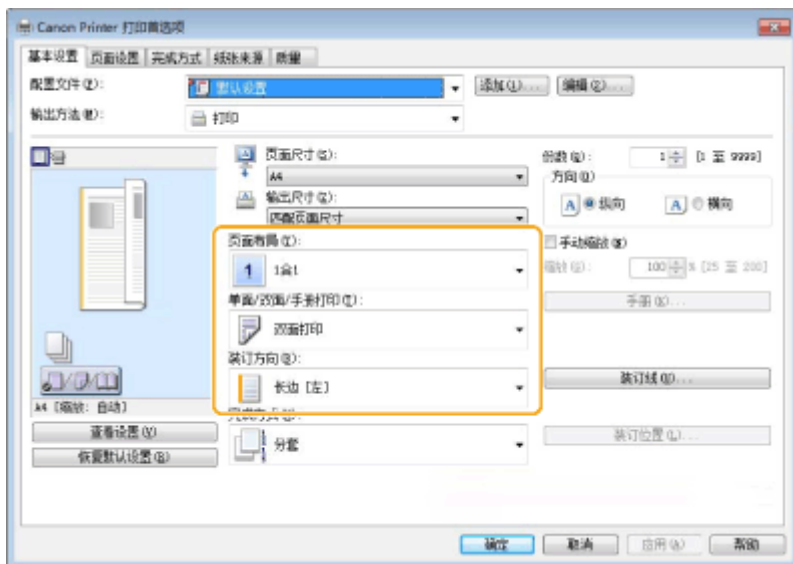 Canon Printer 打印首选项
基本设置 页面设置 完成方式 纸张来源 质量
配置文件(F): 默认设置 添加(1)... 编辑(2)...
输出方法(M): 打印
页面尺寸(S): A4
输出尺寸(Z): 匹配页面尺寸
份数(Q): 1 [1 至 9999]
方向(O)
A 纵向 A 横向
页面布局(Y):
1 1合1
手动缩放(W)
缩放(G): 100 % [25 至 200]
单面/双面/手册打印(T):
双面打印
手册(K)...
装订方向(B):
长边 [左]
装订线(U)...
A4 [缩放: 自动]
查看设置(V)
恢复默认设置(R)
分套
装订位置(L)...
确定 取消 应用(A) 帮助